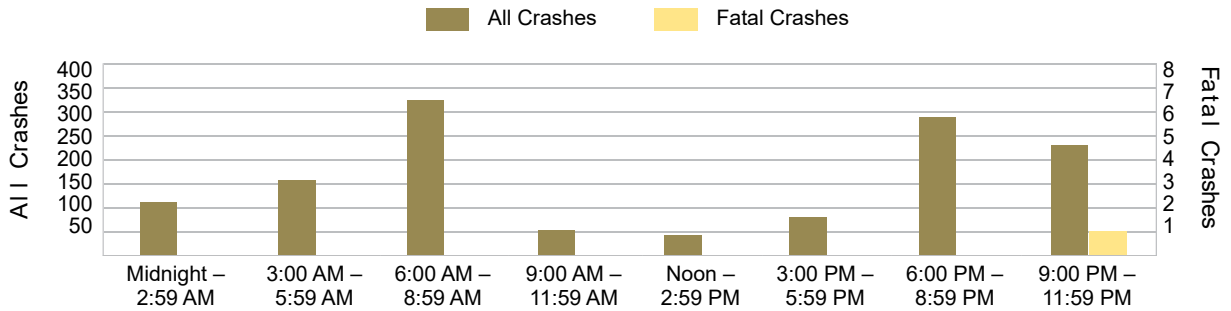 All Crashes
Fatal Crashes
All Crashes
400
350
300
250
200
150
100
50
8
7
6
5
4
3
2
1
Fatal Crashes
Midnight –
2:59 AM
3:00 AM –
5:59 AM
6:00 AM –
8:59 AM
9:00 AM –
11:59 AM
Noon –
2:59 PM
3:00 PM –
5:59 PM
6:00 PM –
8:59 PM
9:00 PM –
11:59 PM